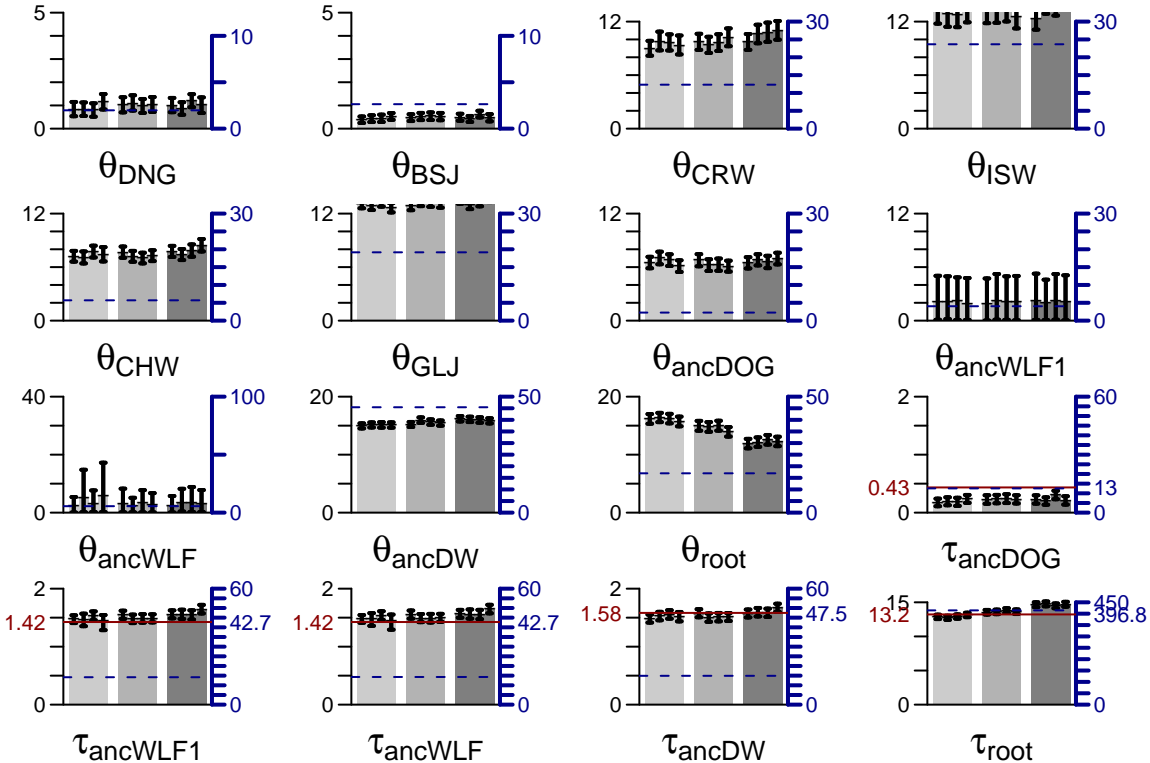 5 10 5 10 12 30 12 30
0 0 0 0 0 0 0 0
θDNG θBSJ θCRW θISW
12 30 12 30 12 30 12 30
0 0 0 0 0 0 0 0
θCHW θGLJ θancDOG θancWLF1
40 100 20 50 20 50 2 60
0.43 13
0 0 0 0 0 0 0 0
θancWLF θancDW θroot τancDOG
2 60 2 60 2 60 15 450
1.42 42.7 1.42 42.7 1.58 47.5 13.2 396.8
0 0 0 0 0 0 0 0
τancWLF1 τancWLF τancDW τroot